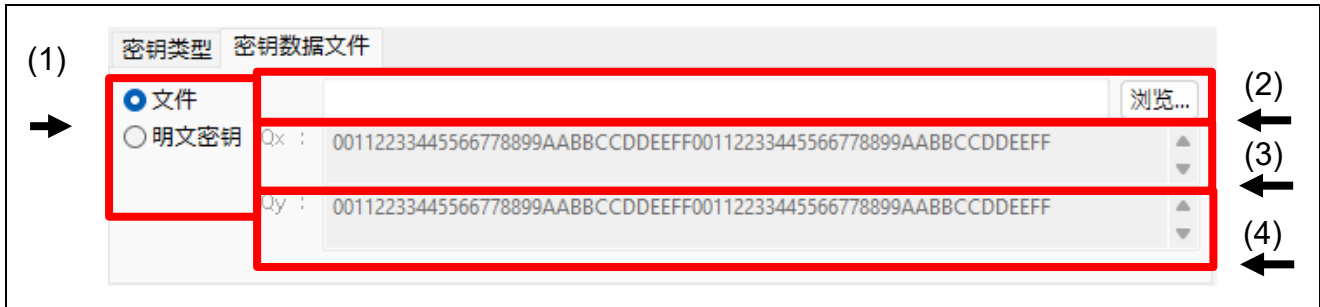 (1)
密钥类型 密钥数据文件
文件
浏览...
(2)
明文密钥
Qx :
00112233445566778899AABBCCDDEEFF00112233445566778899AABBCCDDEEFF
(3)
Qy :
00112233445566778899AABBCCDDEEFF00112233445566778899AABBCCDDEEFF
(4)